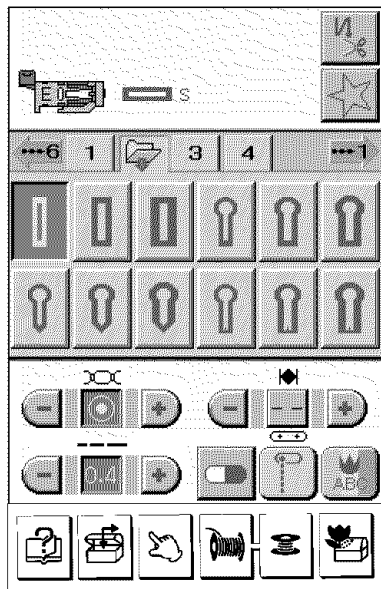 И
E S
6 1 3 4 1
- + - - - +
- 0.4 + ABC
?